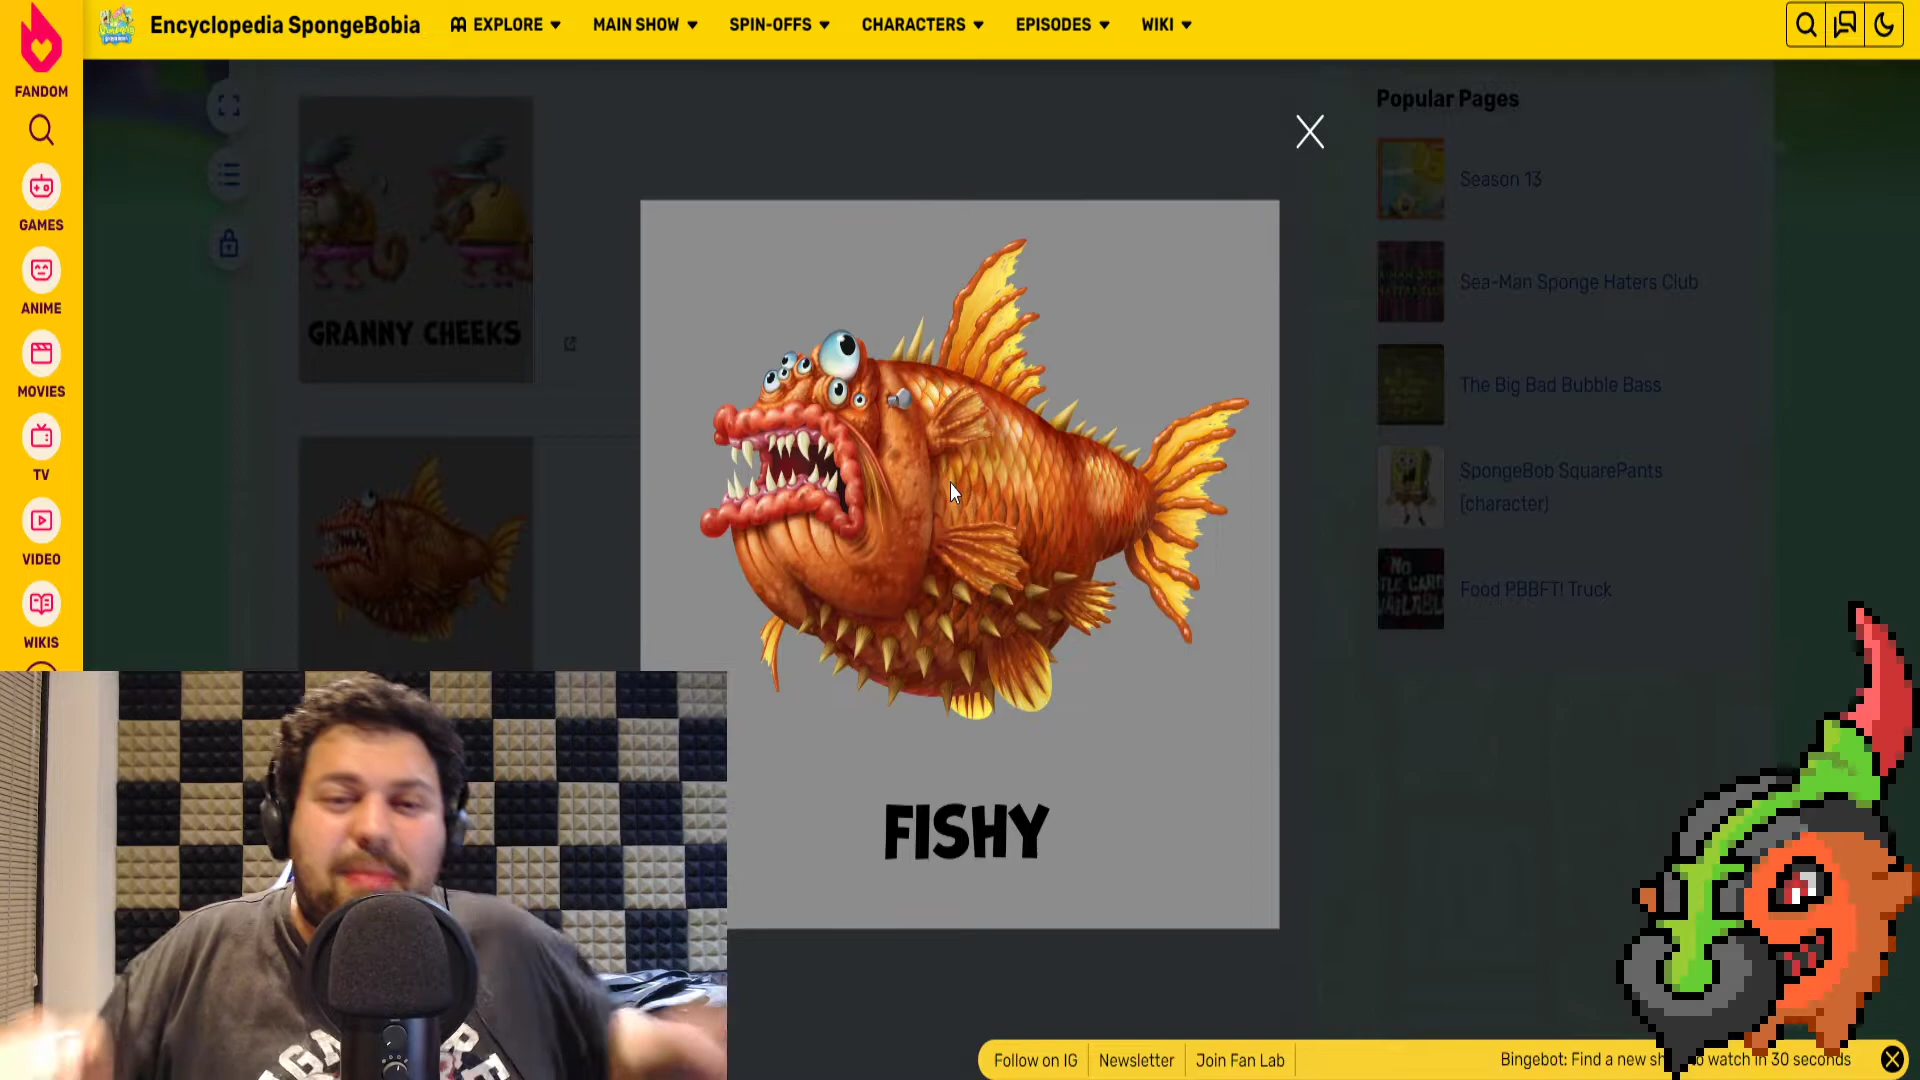 Encyclopedia SpongeBobia
EXPLORE
MAIN SHOW
SPIN-OFFS
CHARACTERS
EPISODES
WIKI
FANDOM
GAMES
ANIME
MOVIES
TV
VIDEO
WIKIS
GRANNY CHEEKS
FISHY
Popular Pages
Season 13
Sea-Man Sponge Haters Club
The Big Bad Bubble Bass
SpongeBob SquarePants
(character)
Food PBBFT! Truck
Follow on IG
Newsletter
Join Fan Lab
Bingebot: Find a new to watch in 30 seconds